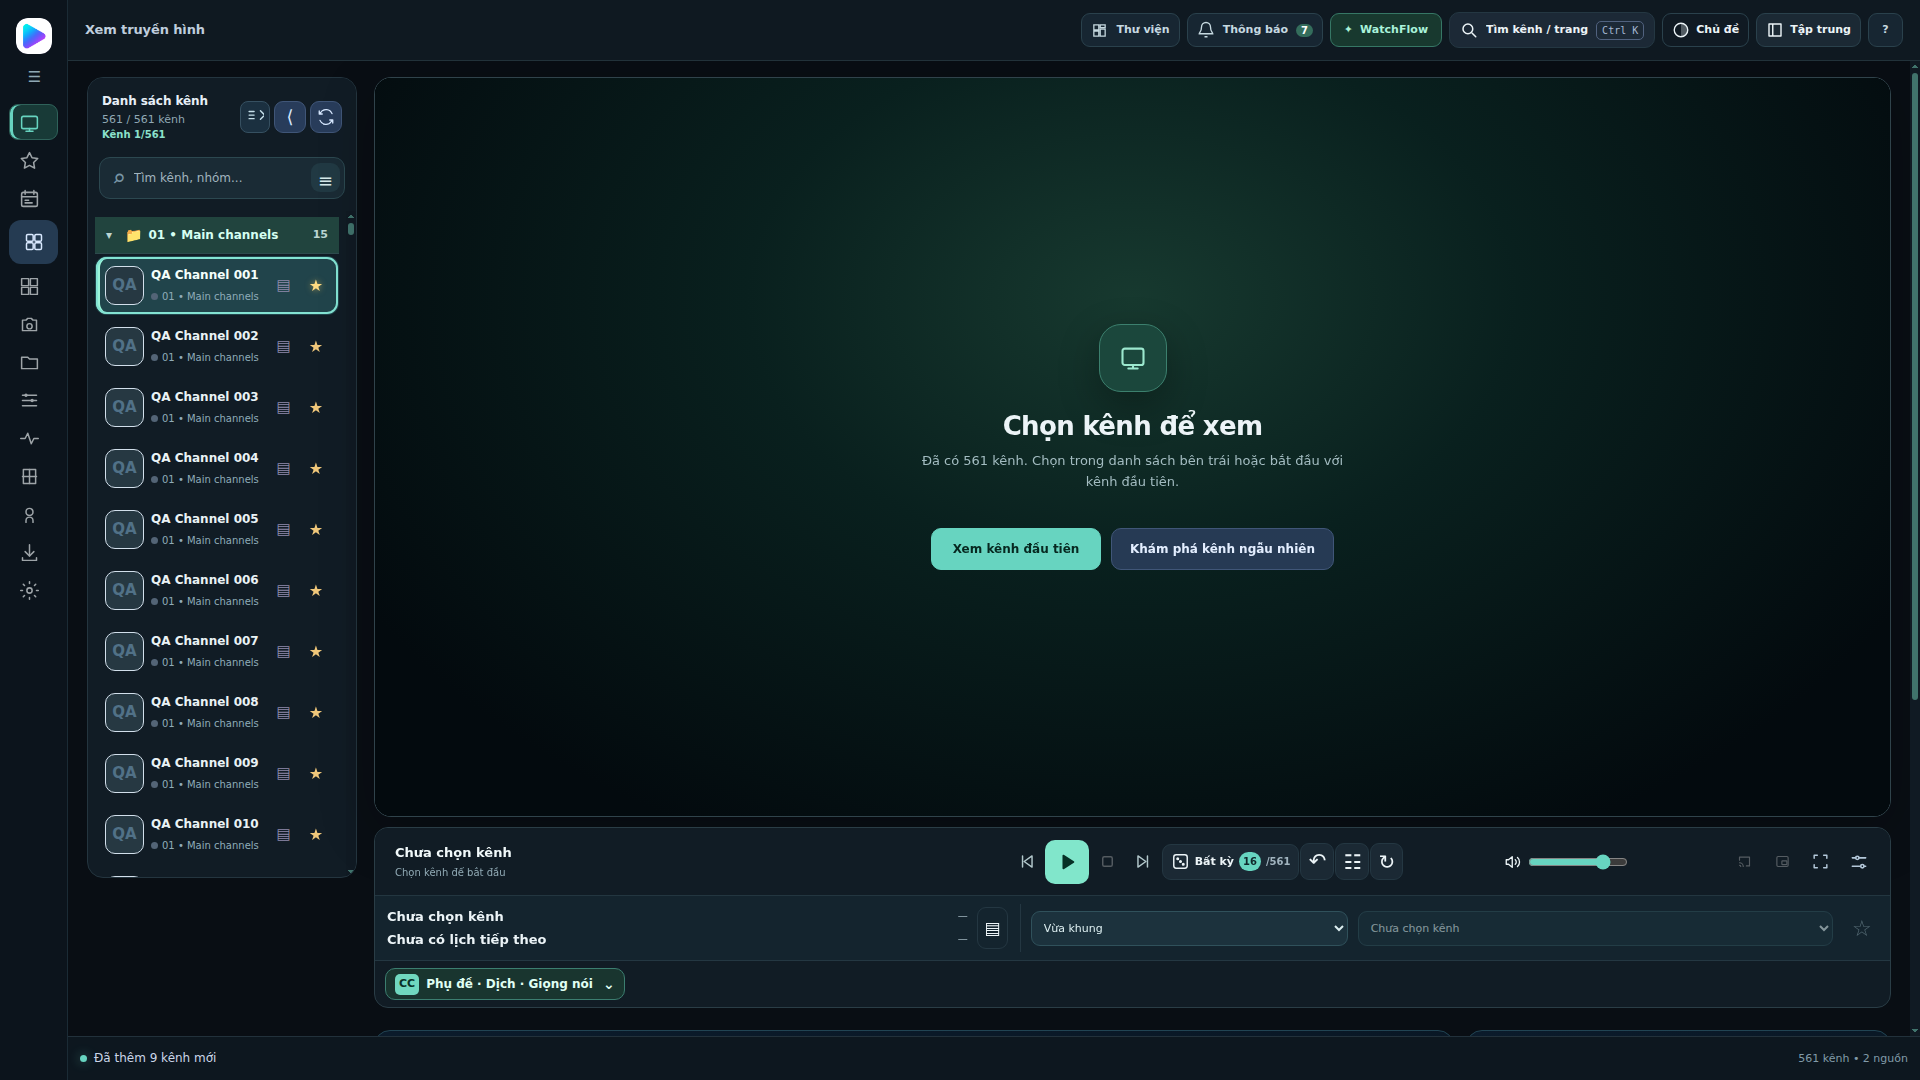 Xem truyền hình
Thư viện
Thông báo 7
✦ WatchFlow
Tìm kênh / trang Ctrl K
Chủ đề
Tập trung
?
Danh sách kênh
561 / 561 kênh
Kênh 1/561
Tìm kênh, nhóm...
01 • Main channels 15
QA QA Channel 001
01 • Main channels
QA QA Channel 002
01 • Main channels
QA QA Channel 003
01 • Main channels
QA QA Channel 004
01 • Main channels
QA QA Channel 005
01 • Main channels
QA QA Channel 006
01 • Main channels
QA QA Channel 007
01 • Main channels
QA QA Channel 008
01 • Main channels
QA QA Channel 009
01 • Main channels
QA QA Channel 010
01 • Main channels
Chọn kênh để xem
Đã có 561 kênh. Chọn trong danh sách bên trái hoặc bắt đầu với
kênh đầu tiên.
Xem kênh đầu tiên
Khám phá kênh ngẫu nhiên
Chưa chọn kênh
Chọn kênh để bắt đầu
Bất kỳ 16 /561
Chưa chọn kênh —
Chưa có lịch tiếp theo —
Vừa khung
Chưa chọn kênh
CC Phụ đề · Dịch · Giọng nói
Đã thêm 9 kênh mới
561 kênh • 2 nguồn